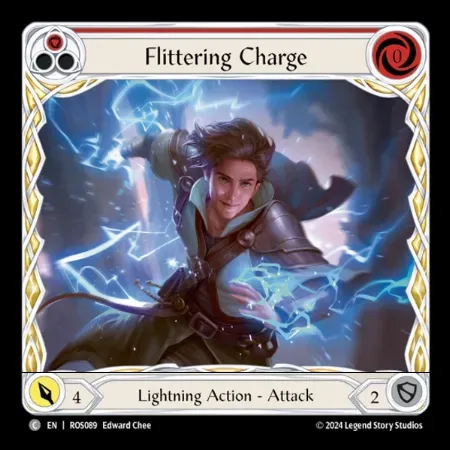 Flittering Charge
0
4
Lightning Action - Attack
2
C EN | ROS089 Edward Chee
© 2024 Legend Story Studios